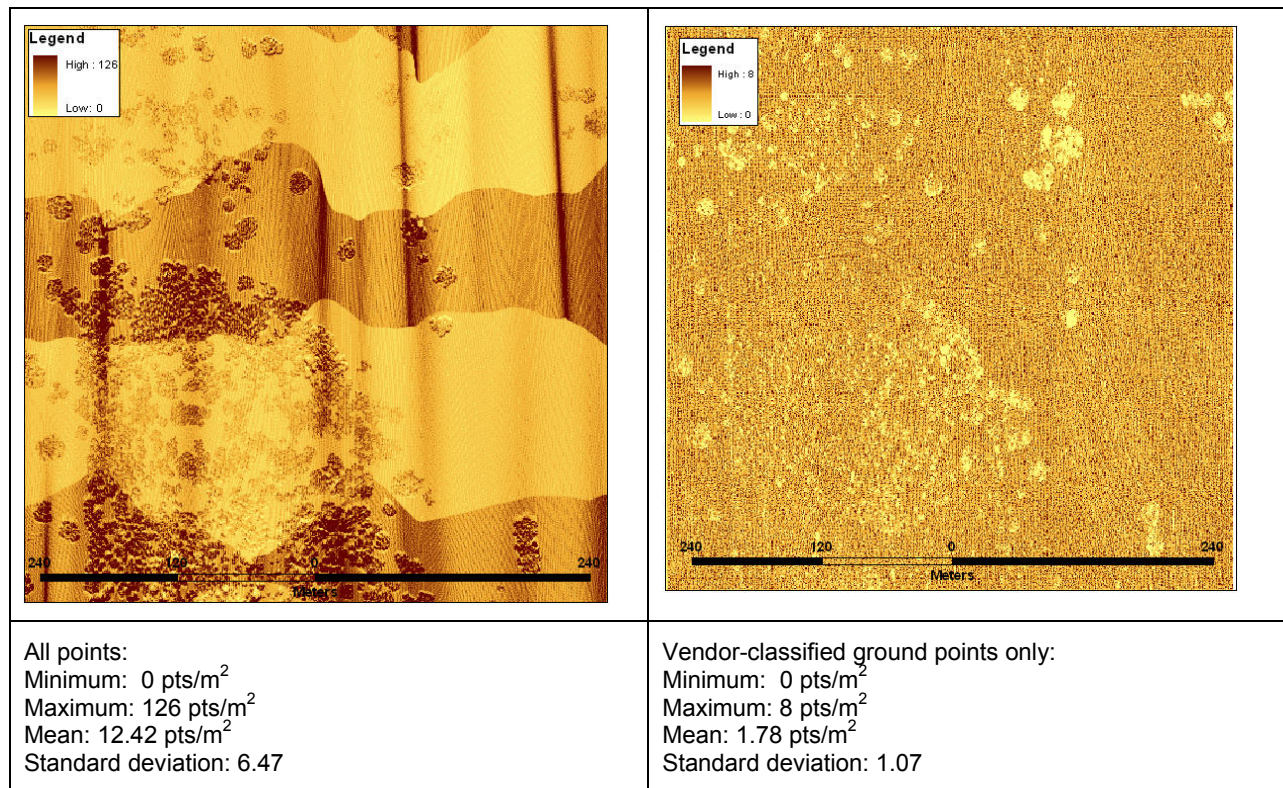 Legend
High : 126
Low: 0
240
120
0
240
Meters
Legend
High : 8
Low : 0
240
120
0
240
Meters
All points:
Minimum:  0 pts/m²
Maximum: 126 pts/m²
Mean: 12.42 pts/m²
Standard deviation: 6.47
Vendor-classified ground points only:
Minimum:  0 pts/m²
Maximum: 8 pts/m²
Mean: 1.78 pts/m²
Standard deviation: 1.07